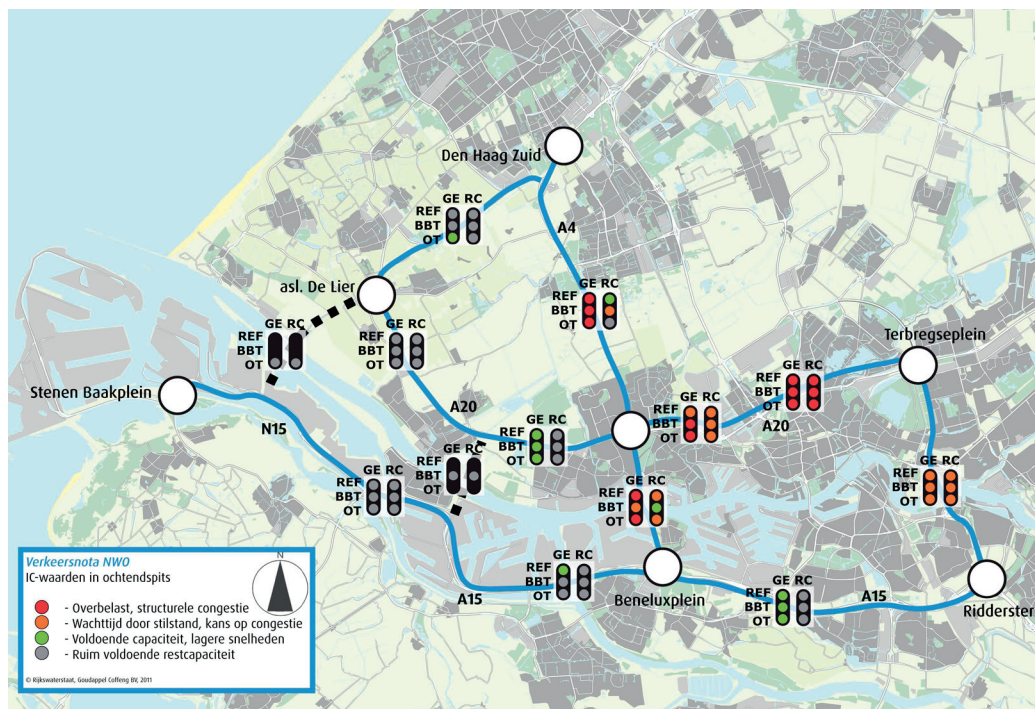 Den Haag Zuid
GE RC
REF
BBT
OT
A4
asl. De Lier
GE RC
REF
BBT
OT
GE RC
REF
BBT
OT
GE RC
REF
BBT
OT
Terbregseplein
Stenen Baakplein
N15
A20
GE RC
REF
BBT
OT
GE RC
REF
BBT
OT
A20
GE RC
REF
BBT
OT
GE RC
REF
BBT
OT
GE RC
REF
BBT
OT
GE RC
REF
BBT
OT
GE RC
REF
BBT
OT
A15
GE RC
REF
BBT
OT
Beneluxplein
GE RC
REF
BBT
OT
A15
Ridderster
Verkeersnota NWO
IC-waarden in ochtendspits
N
- Overbelast, structurele congestie
- Wachttijd door stilstand, kans op congestie
- Voldoende capaciteit, lagere snelheden
- Ruim voldoende restcapaciteit
© Rijkswaterstaat, Goudappel Coffeng BV, 2011